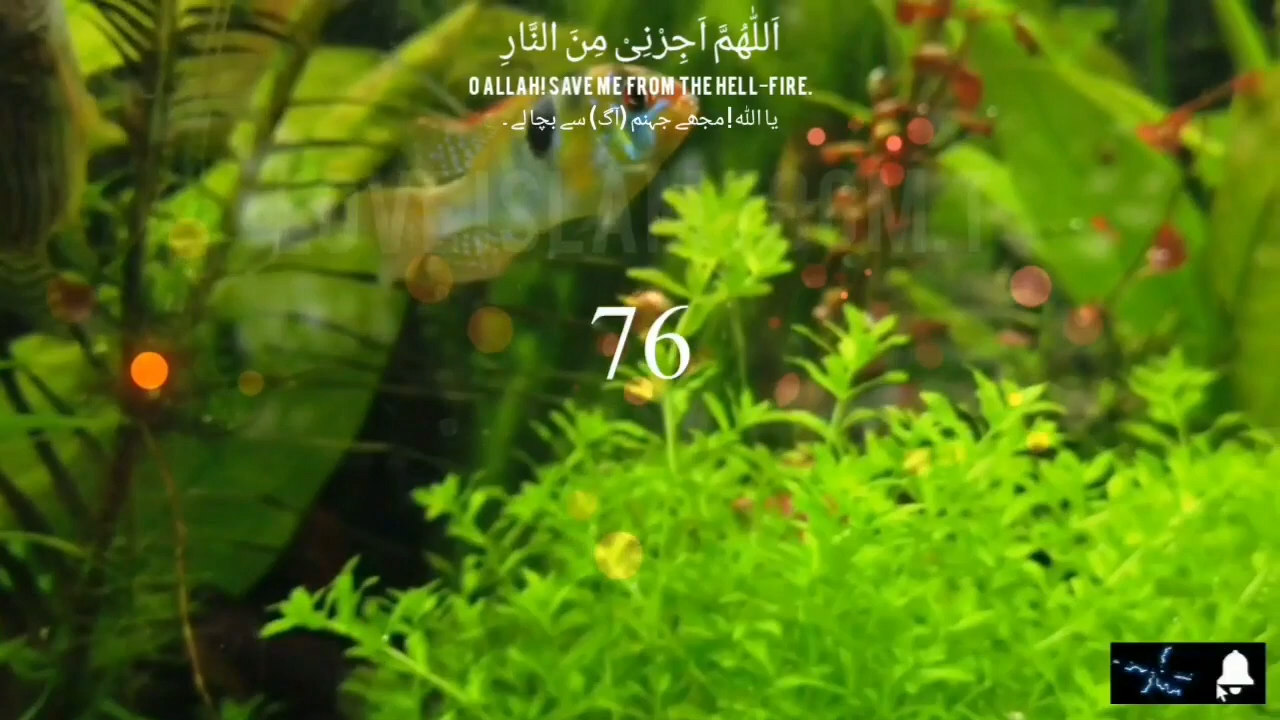 اَللّٰهُمَّ اَجِرْنِیْ مِنَ النَّارِ
O ALLAH! SAVE ME FROM THE HELL-FIRE.
یا اللہ! مجھے جہنم (آگ) سے بچالے۔
76